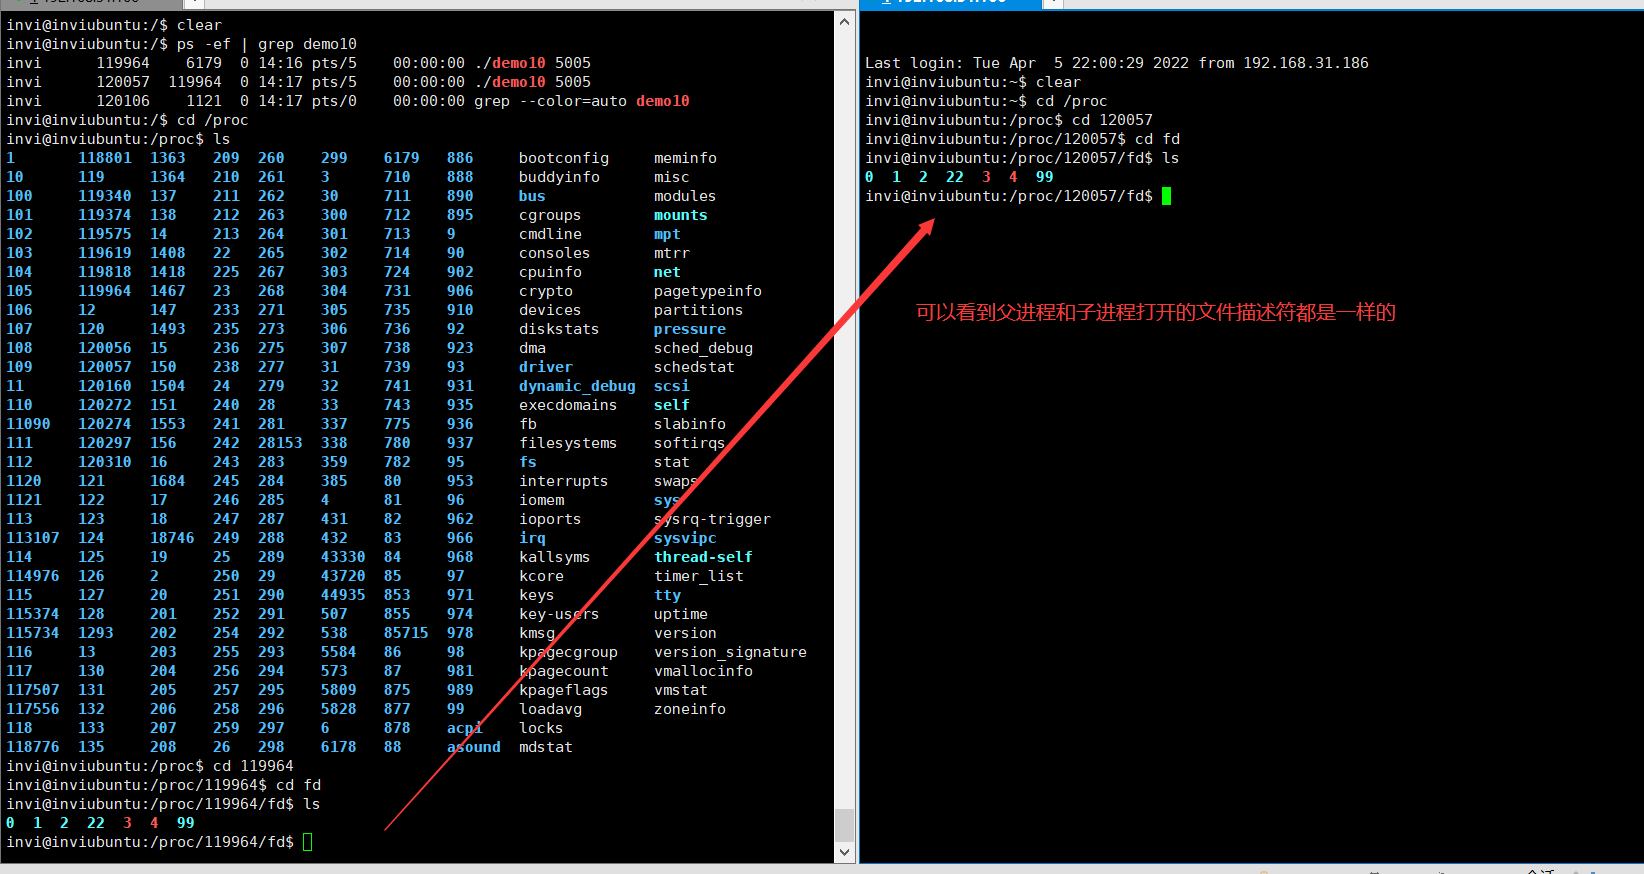 invi@inviubuntu:/$ clear
invi@inviubuntu:/$ ps -ef | grep demo10
invi      119964    6179  0 14:16 pts/5    00:00:00 ./demo10 5005
invi      120057  119964  0 14:17 pts/5    00:00:00 ./demo10 5005
invi      120106    1121  0 14:17 pts/0    00:00:00 grep --color=auto demo10
invi@inviubuntu:/$ cd /proc
invi@inviubuntu:/proc$ ls
1       118801  1363   209  260    299    6179   886    bootconfig     meminfo
10      119     1364   210  261    3      710    888    buddyinfo      misc
100     119340  137    211  262    30     711    890    bus            modules
101     119374  138    212  263    300    712    895    cgroups        mounts
102     119575  14     213  264    301    713    9      cmdline        mpt
103     119619  1408   22   265    302    714    90     consoles       mtrr
104     119818  1418   225  267    303    724    902    cpuinfo        net
105     119964  1467   23   268    304    731    906    crypto         pagetypeinfo
106     12      147    233  271    305    735    910    devices        partitions
107     120     1493   235  273    306    736    92     diskstats      pressure
108     120056  15     236  275    307    738    923    dma            sched_debug
109     120057  150    238  277    31     739    93     driver         schedstat
11      120160  1504   24   279    32     741    931    dynamic_debug  scsi
110     120272  151    240  28     33     743    935    execdomains    self
11090   120274  1553   241  281    337    775    936    fb             slabinfo
111     120297  156    242  28153  338    780    937    filesystems    softirqs
112     120310  16     243  283    359    782    95     fs             stat
1120    121     1684   245  284    385    80     953    interrupts     swaps
1121    122     17     246  285    4      81     96     iomem          sys
113     123     18     247  287    431    82     962    ioports        sysrq-trigger
113107  124     18746  249  288    432    83     966    irq            sysvipc
114     125     19     25   289    43330  84     968    kallsyms       thread-self
114976  126     2      250  29     43720  85     97     kcore          timer_list
115     127     20     251  290    44935  853    971    keys           tty
115374  128     201    252  291    507    855    974    key-users      uptime
115734  1293    202    254  292    538    85715  978    kmsg           version
116     13      203    255  293    5584   86     98     kpagecgroup    version_signature
117     130     204    256  294    573    87     981    kpagecount     vmallocinfo
117507  131     205    257  295    5809   875    989    kpageflags     vmstat
117556  132     206    258  296    5828   877    99     loadavg        zoneinfo
118     133     207    259  297    6      878    acpi   locks
118776  135     208    26   298    6178   88     asound  mdstat
invi@inviubuntu:/proc$ cd 119964
invi@inviubuntu:/proc/119964$ cd fd
invi@inviubuntu:/proc/119964/fd$ ls
0  1  2  22  3  4  99
invi@inviubuntu:/proc/119964/fd$
Last login: Tue Apr  5 22:00:29 2022 from 192.168.31.186
invi@inviubuntu:~$ clear
invi@inviubuntu:~$ cd /proc
invi@inviubuntu:/proc$ cd 120057
invi@inviubuntu:/proc/120057$ cd fd
invi@inviubuntu:/proc/120057/fd$ ls
0  1  2  22  3  4  99
invi@inviubuntu:/proc/120057/fd$
可以看到父进程和子进程打开的文件描述符都是一样的